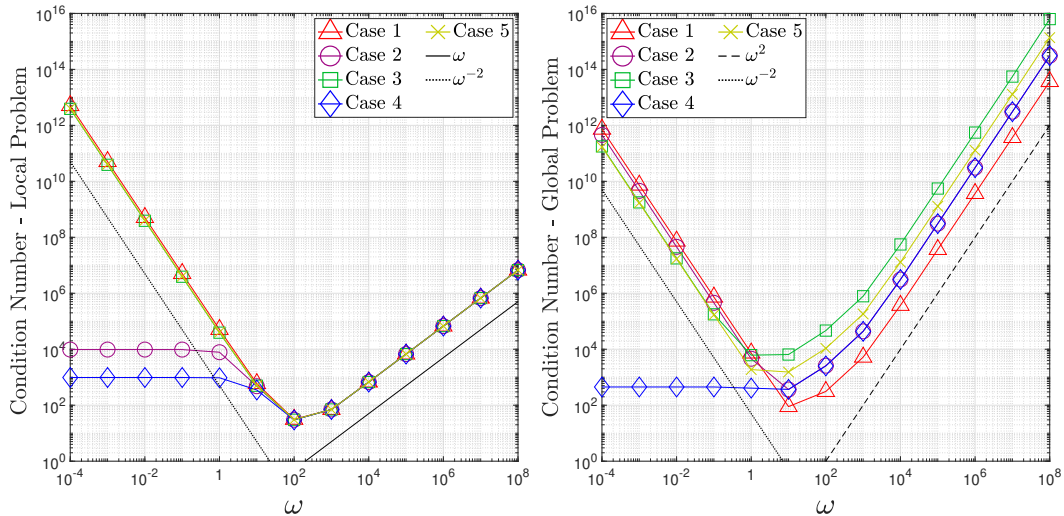 Condition Number - Local Problem
10^16
10^14
10^12
10^10
10^8
10^6
10^4
10^2
10^0
Case 1
Case 2
Case 3
Case 4
Case 5
ω
ω^-2
10^-4
10^-2
1
10^2
10^4
10^6
10^8
ω
Condition Number - Global Problem
10^16
10^14
10^12
10^10
10^8
10^6
10^4
10^2
10^0
Case 1
Case 2
Case 3
Case 4
Case 5
ω^2
ω^-2
10^-4
10^-2
1
10^2
10^4
10^6
10^8
ω